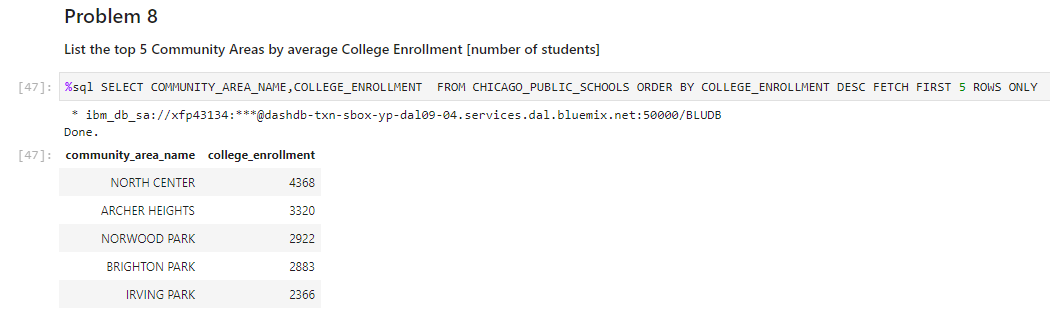 Problem 8
List the top 5 Community Areas by average College Enrollment [number of students]
[47]: %sql SELECT COMMUNITY_AREA_NAME,COLLEGE_ENROLLMENT  FROM CHICAGO_PUBLIC_SCHOOLS ORDER BY COLLEGE_ENROLLMENT DESC FETCH FIRST 5 ROWS ONLY
* ibm_db_sa://xfp43134:***@dashdb-txn-sbox-yp-dal09-04.services.dal.bluemix.net:50000/BLUDB
Done.
[47]: community_area_name college_enrollment
NORTH CENTER 4368
ARCHER HEIGHTS 3320
NORWOOD PARK 2922
BRIGHTON PARK 2883
IRVING PARK 2366